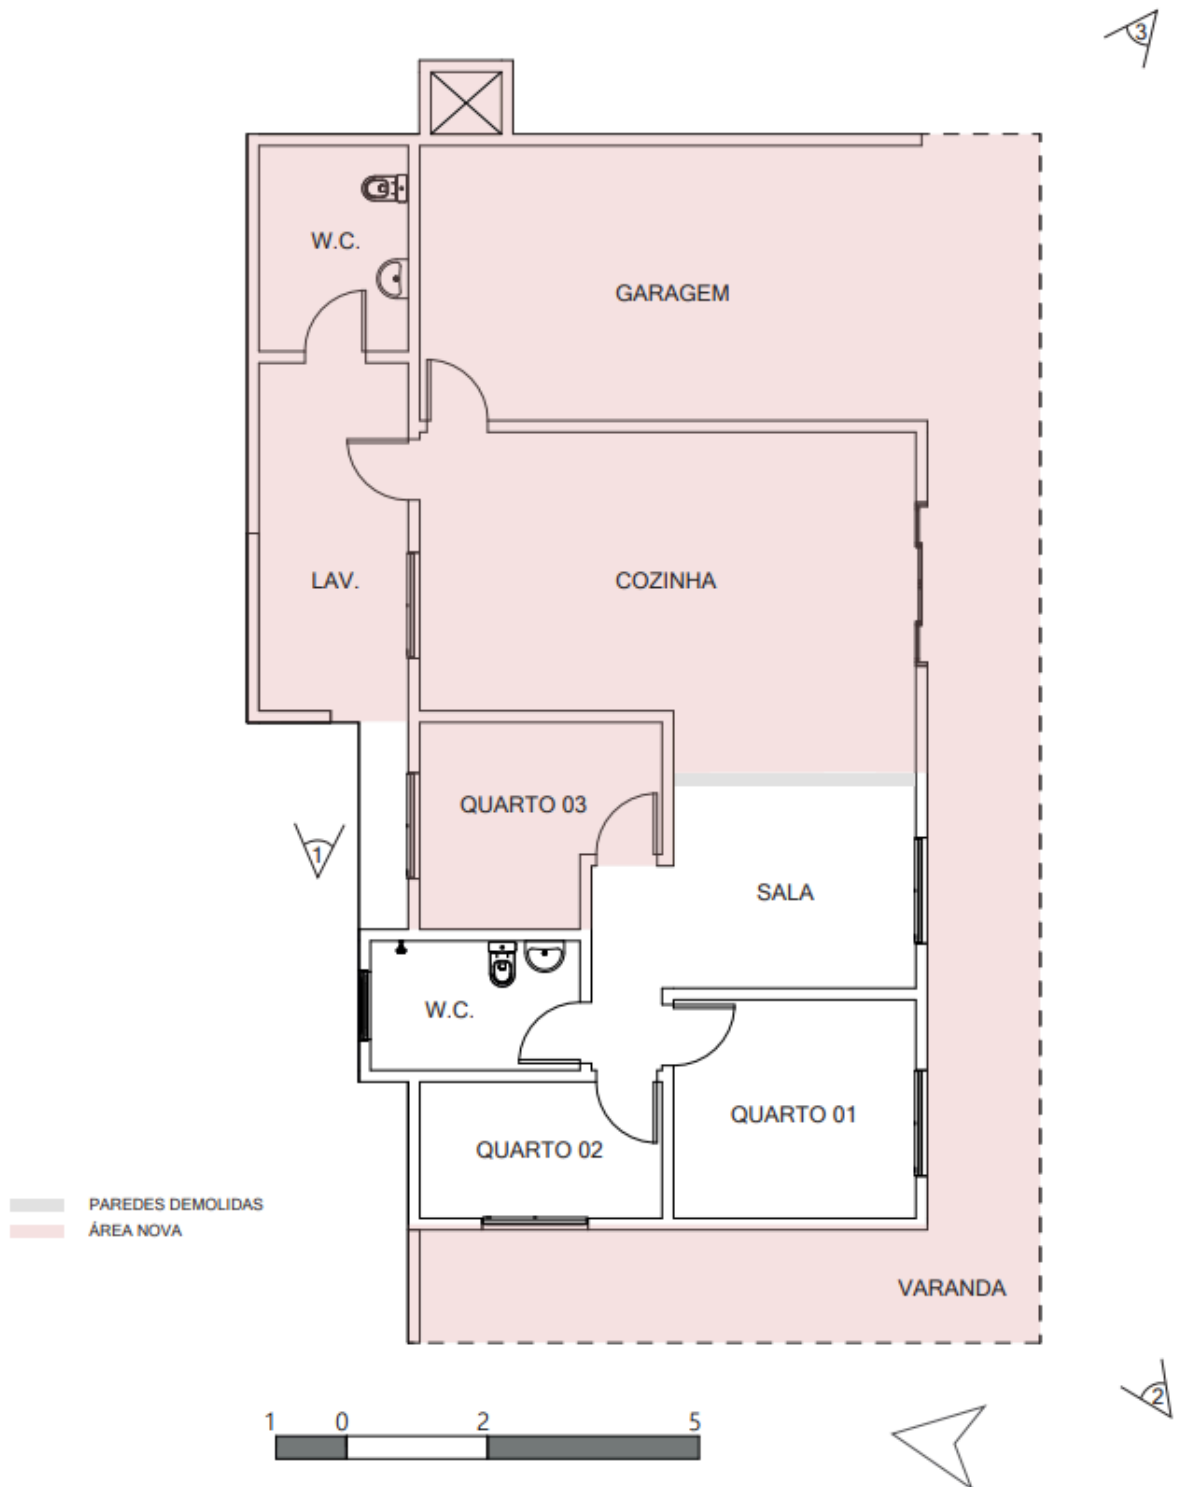 3
W.C.
GARAGEM
LAV.
COZINHA
QUARTO 03
1
SALA
W.C.
QUARTO 01
QUARTO 02
PAREDES DEMOLIDAS
ÁREA NOVA
VARANDA
2
1 0 2 5